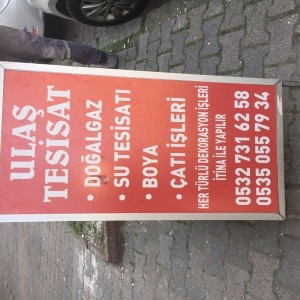 ULAŞ
TESİSAT
• DOĞALGAZ
• SU TESİSATI
• BOYA
• ÇATI İŞLERİ
HER TÜRLÜ DEKORASYON İŞLERİ
İTİNA İLE YAPILIR
0532 731 62 58
0535 055 79 34